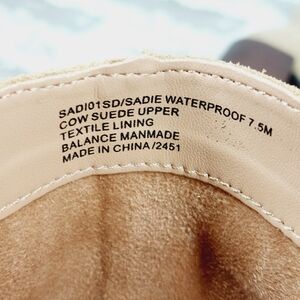 SADI01SD/SADIE WATERPROOF 7.5M
COW SUEDE UPPER
TEXTILE LINING
BALANCE MANMADE
MADE IN CHINA /2451